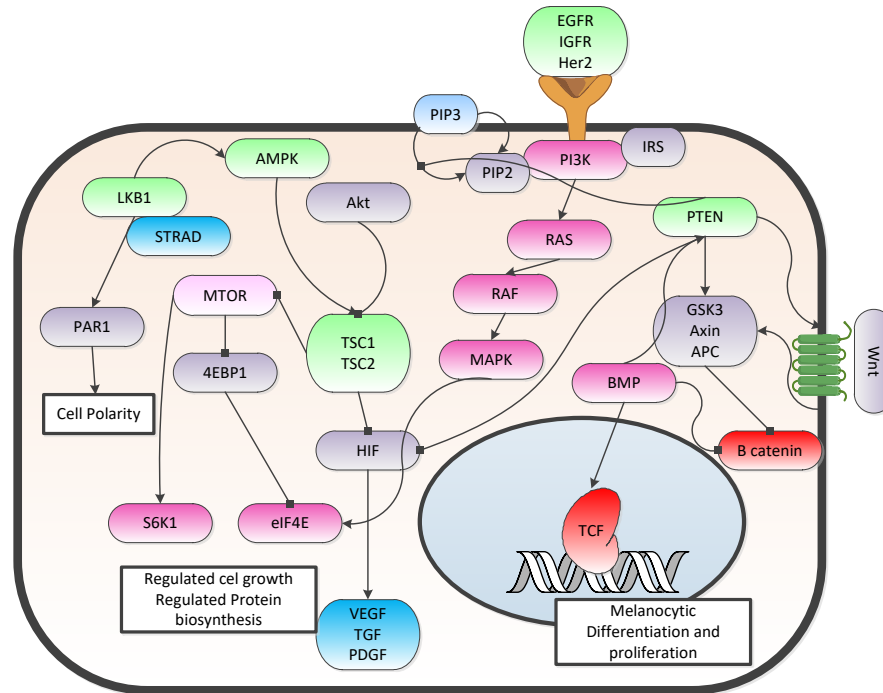 EGFR
IGFR
Her2
PIP3
IRS
AMPK
PI3K
PIP2
LKB1
Akt
PTEN
STRAD
RAS
MTOR
RAF
GSK3
Axin
APC
PAR1
TSC1
TSC2
MAPK
Wnt
4EBP1
BMP
Cell Polarity
HIF
B catenin
S6K1
eIF4E
TCF
Regulated cel growth
Regulated Protein
biosynthesis
VEGF
TGF
PDGF
Melanocytic
Differentiation and
proliferation